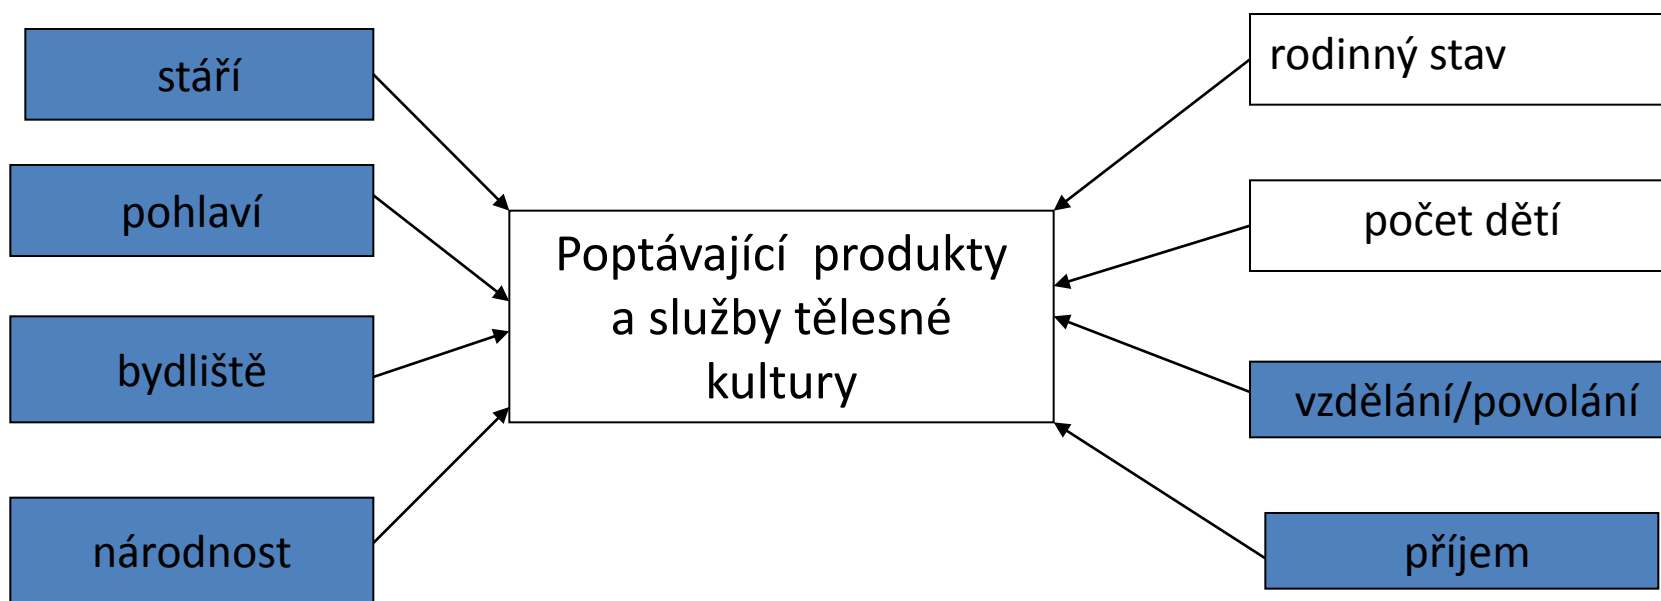 stáří
pohlaví
bydliště
národnost
Poptávající produkty
a služby tělesné
kultury
rodinný stav
počet dětí
vzdělání/povolání
příjem